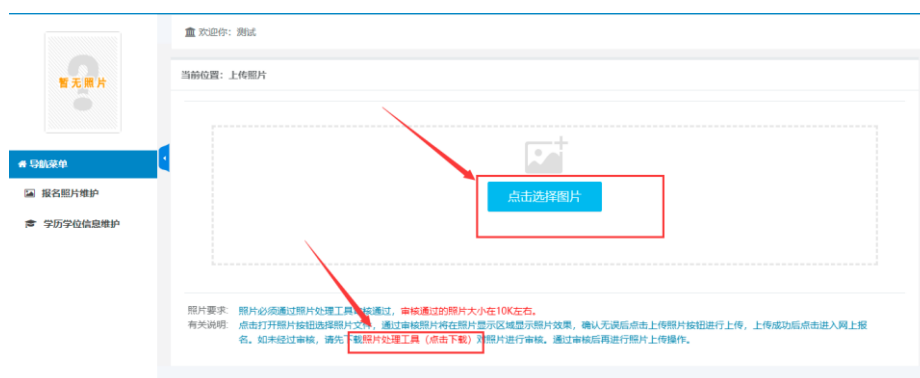 欢迎你：测试
暂无照片
当前位置：上传照片
导航菜单
报名照片维护
学历学位信息维护
点击选择图片
照片要求: 照片必须通过照片处理工具审核通过，审核通过的照片大小在10K左右。
有关说明: 点击打开照片按钮选择照片文件，通过审核照片将在照片显示区域显示照片效果，确认无误后点击上传照片按钮进行上传，上传成功后点击进入网上报
名。如未经过审核，请先下载照片处理工具（点击下载）对照片进行审核。通过审核后再进行照片上传操作。